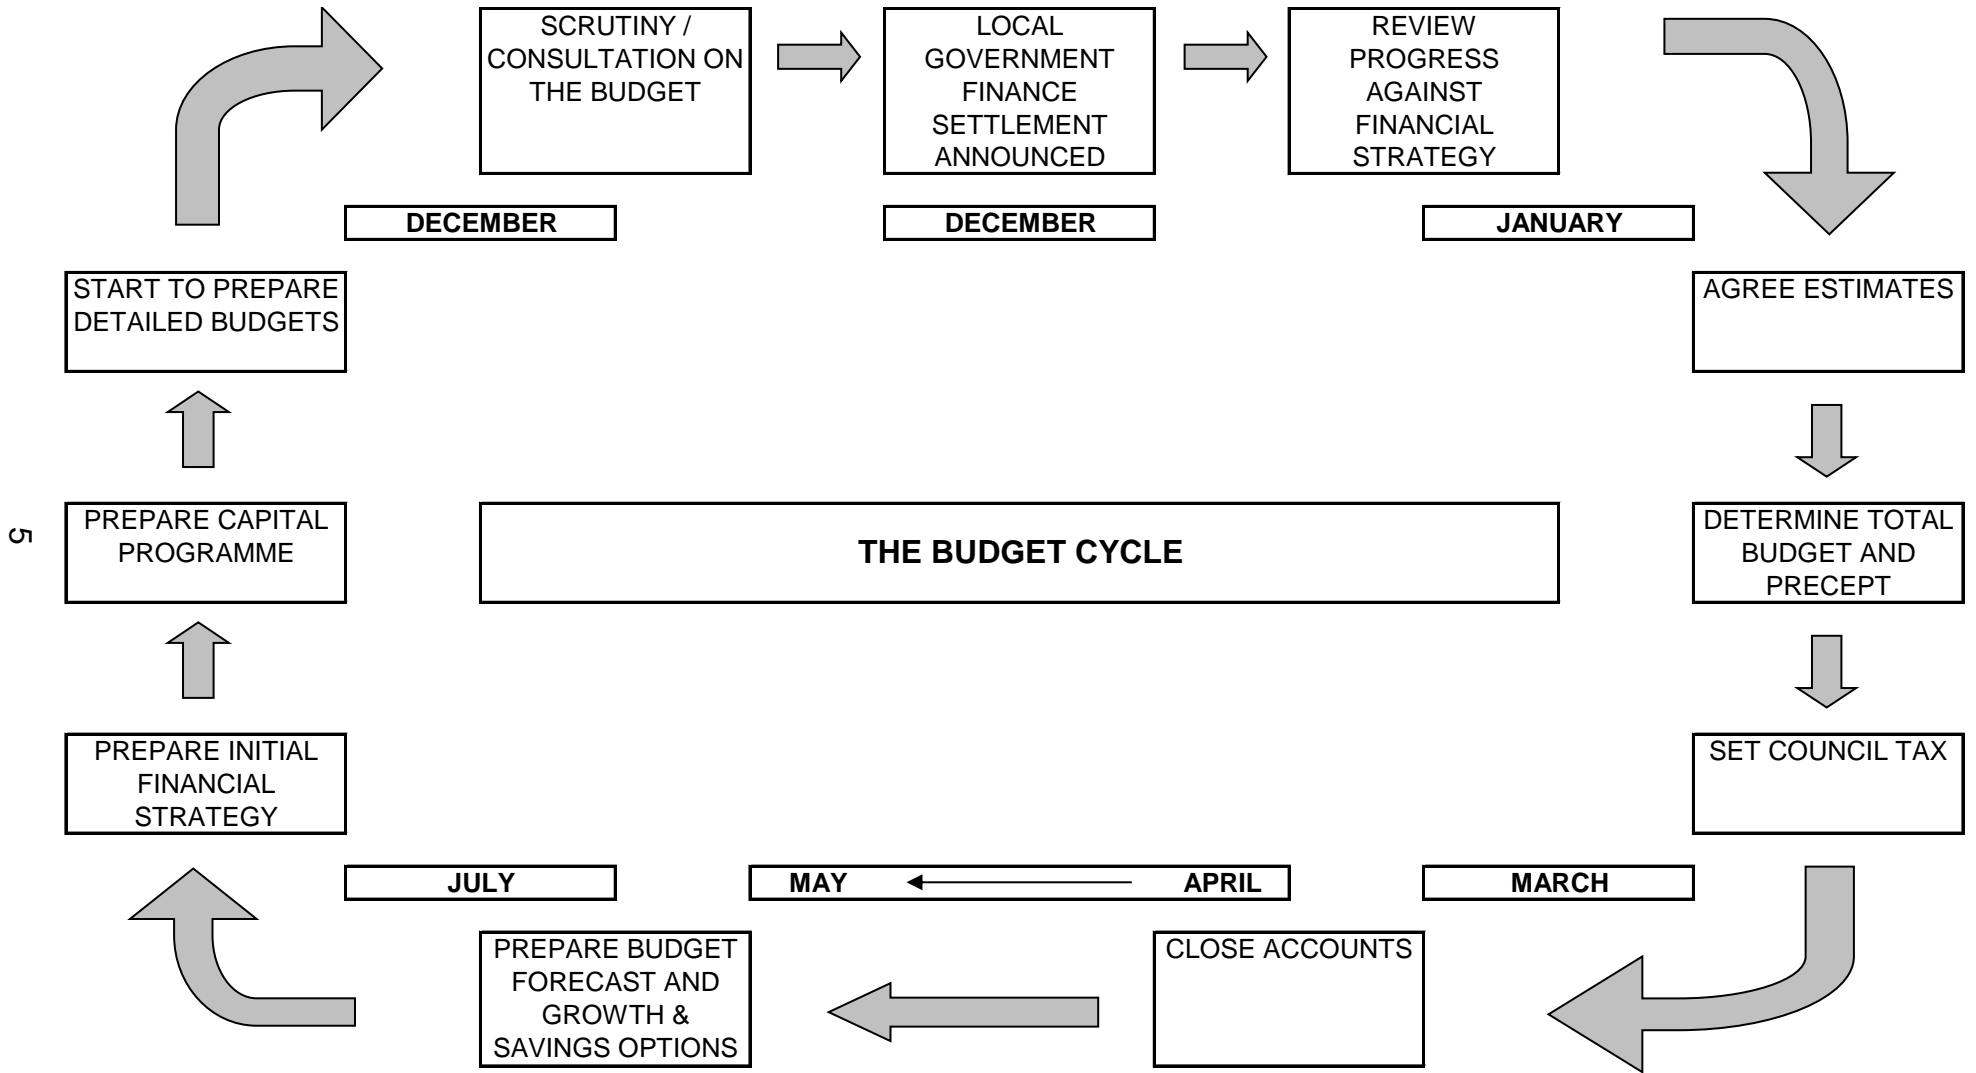 SCRUTINY /
CONSULTATION ON
THE BUDGET
LOCAL
GOVERNMENT
FINANCE
SETTLEMENT
ANNOUNCED
REVIEW
PROGRESS
AGAINST
FINANCIAL
STRATEGY
DECEMBER
DECEMBER
JANUARY
START TO PREPARE
DETAILED BUDGETS
AGREE ESTIMATES
PREPARE CAPITAL
PROGRAMME
THE BUDGET CYCLE
DETERMINE TOTAL
BUDGET AND
PRECEPT
5
PREPARE INITIAL
FINANCIAL
STRATEGY
SET COUNCIL TAX
JULY
MAY APRIL
MARCH
PREPARE BUDGET
FORECAST AND
GROWTH &
SAVINGS OPTIONS
CLOSE ACCOUNTS